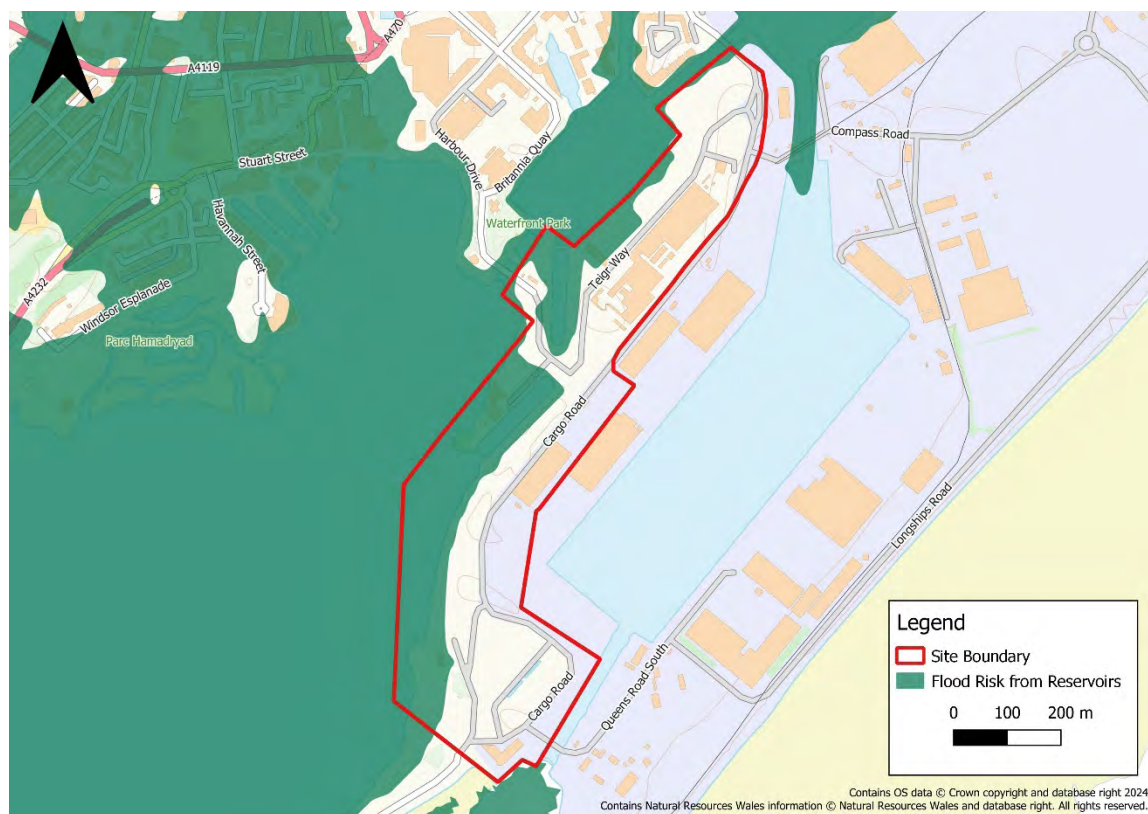 A4119
A470
Stuart Street
Harbour Drive
Britannia Quay
Compass Road
Havannah Street
Waterfront Park
A4232
Windsor Esplanade
Parc Hamadryad
Teigr Way
Cargo Road
Longships Road
Cargo Road
Queens Road South
Legend
Site Boundary
Flood Risk from Reservoirs
0 100 200 m
Contains OS data © Crown copyright and database right 2024
Contains Natural Resources Wales information © Natural Resources Wales and database right. All rights reserved.